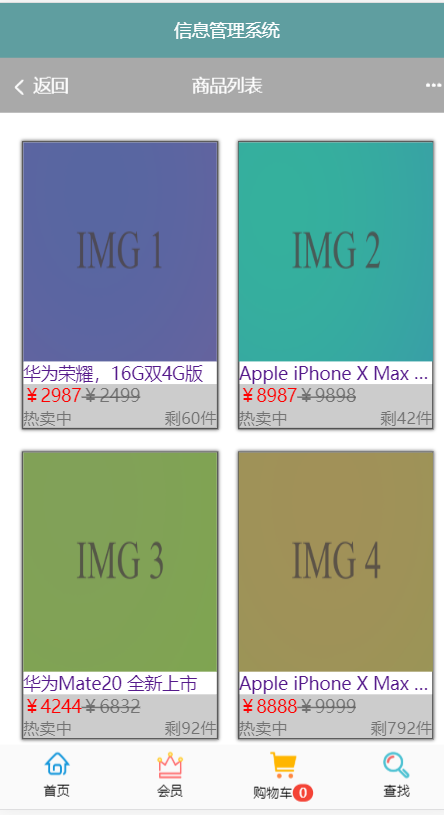 信息管理系统
返回 商品列表 ...
IMG 1 IMG 2
华为荣耀，16G双4G版 Apple iPhone X Max ...
￥2987 ￥2499 ￥8987 ￥9898
热卖中 剩60件 热卖中 剩42件
IMG 3 IMG 4
华为Mate20 全新上市 Apple iPhone X Max ...
￥4244 ￥6832 ￥8888 ￥9999
热卖中 剩92件 热卖中 剩792件
首页 会员 购物车 0 查找